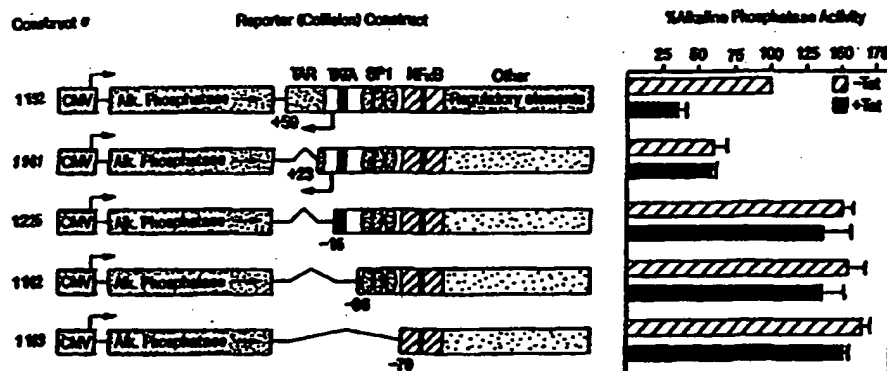 Construct # Reporter (Collision) Construct %Alkaline Phosphatase Activity
25 50 75 100 125 150 175
TAR TATA SP1 NFκB Other
1152 CMV Alk. Phosphatase Regulatory elements
+59
-Tat
+Tat
1161 CMV Alk. Phosphatase
+23
1225 CMV Alk. Phosphatase
-16
1162 CMV Alk. Phosphatase
1163 CMV Alk. Phosphatase
-79